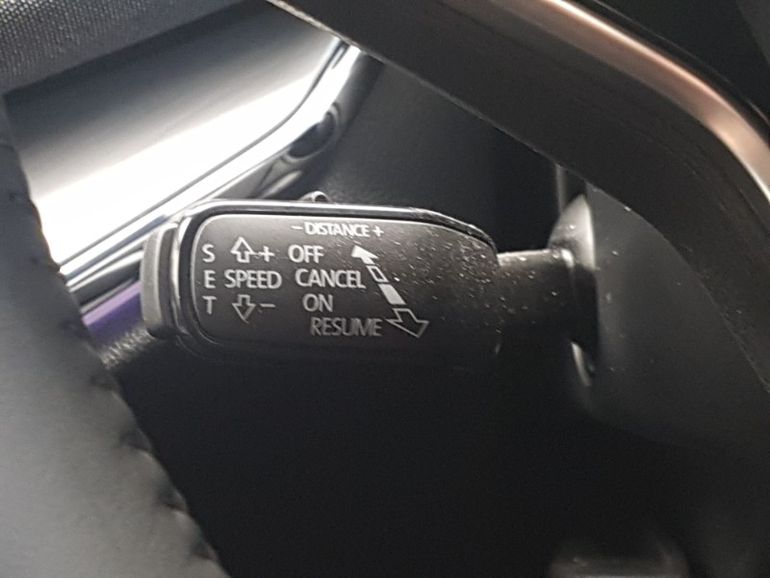 - DISTANCE +
S + OFF
E SPEED CANCEL
T - ON
RESUME